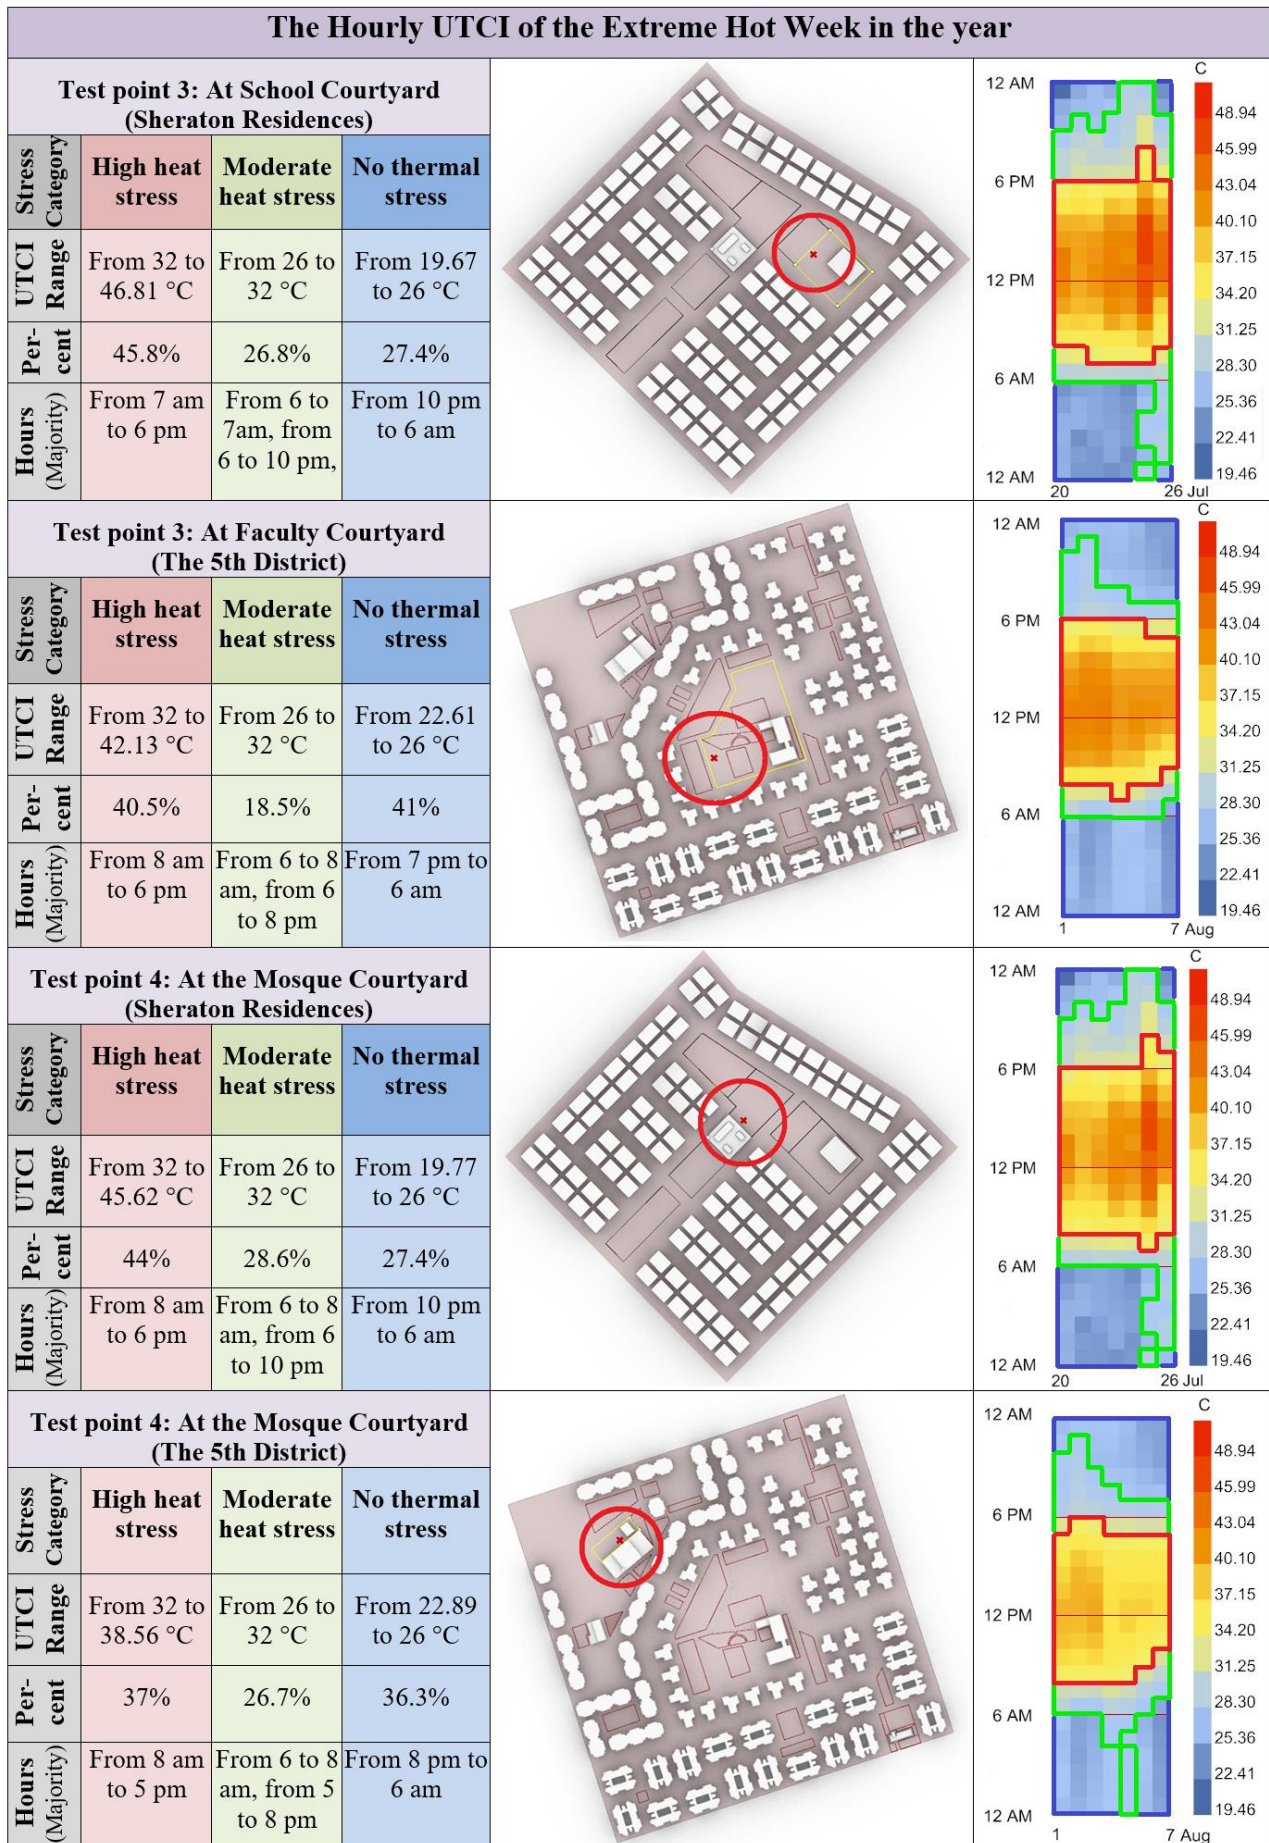 The Hourly UTCI of the Extreme Hot Week in the year
Test point 3: At School Courtyard
(Sheraton Residences)
Stress
Category
High heat
stress
Moderate
heat stress
No thermal
stress
UTCI
Range
From 32 to
46.81 °C
From 26 to
32 °C
From 19.67
to 26 °C
Per-
cent
45.8%
26.8%
27.4%
Hours
(Majority)
From 7 am
to 6 pm
From 6 to
7am, from
6 to 10 pm,
From 10 pm
to 6 am
12 AM
6 PM
12 PM
6 AM
12 AM
20
26 Jul
C
48.94
45.99
43.04
40.10
37.15
34.20
31.25
28.30
25.36
22.41
19.46
Test point 3: At Faculty Courtyard
(The 5th District)
Stress
Category
High heat
stress
Moderate
heat stress
No thermal
stress
UTCI
Range
From 32 to
42.13 °C
From 26 to
32 °C
From 22.61
to 26 °C
Per-
cent
40.5%
18.5%
41%
Hours
(Majority)
From 8 am
to 6 pm
From 6 to 8
am, from 6
to 8 pm
From 7 pm to
6 am
12 AM
6 PM
12 PM
6 AM
12 AM
1
7 Aug
C
48.94
45.99
43.04
40.10
37.15
34.20
31.25
28.30
25.36
22.41
19.46
Test point 4: At the Mosque Courtyard
(Sheraton Residences)
Stress
Category
High heat
stress
Moderate
heat stress
No thermal
stress
UTCI
Range
From 32 to
45.62 °C
From 26 to
32 °C
From 19.77
to 26 °C
Per-
cent
44%
28.6%
27.4%
Hours
(Majority)
From 8 am
to 6 pm
From 6 to 8
am, from 6
to 10 pm
From 10 pm
to 6 am
12 AM
6 PM
12 PM
6 AM
12 AM
20
26 Jul
C
48.94
45.99
43.04
40.10
37.15
34.20
31.25
28.30
25.36
22.41
19.46
Test point 4: At the Mosque Courtyard
(The 5th District)
Stress
Category
High heat
stress
Moderate
heat stress
No thermal
stress
UTCI
Range
From 32 to
38.56 °C
From 26 to
32 °C
From 22.89
to 26 °C
Per-
cent
37%
26.7%
36.3%
Hours
(Majority)
From 8 am
to 5 pm
From 6 to 8
am, from 5
to 8 pm
From 8 pm to
6 am
12 AM
6 PM
12 PM
6 AM
12 AM
1
7 Aug
C
48.94
45.99
43.04
40.10
37.15
34.20
31.25
28.30
25.36
22.41
19.46